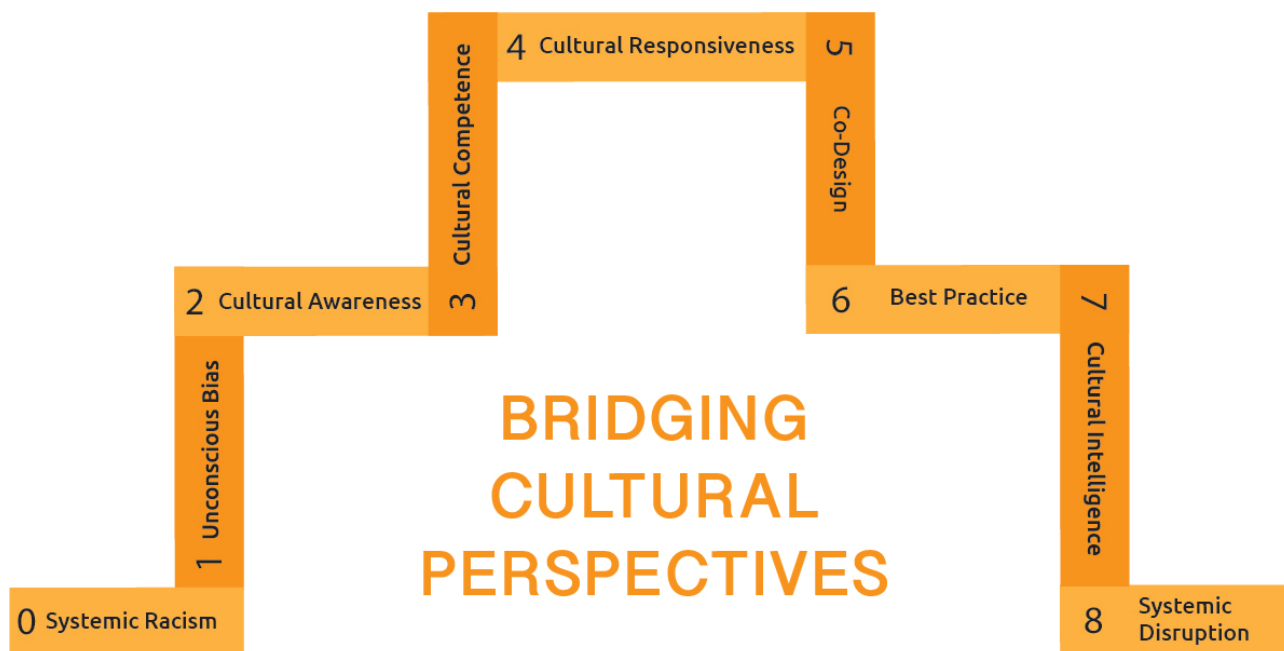 0 Systemic Racism
1 Unconscious Bias
2 Cultural Awareness
3 Cultural Competence
4 Cultural Responsiveness
5 Co-Design
6 Best Practice
7 Cultural Intelligence
8 Systemic
Disruption
BRIDGING
CULTURAL
PERSPECTIVES